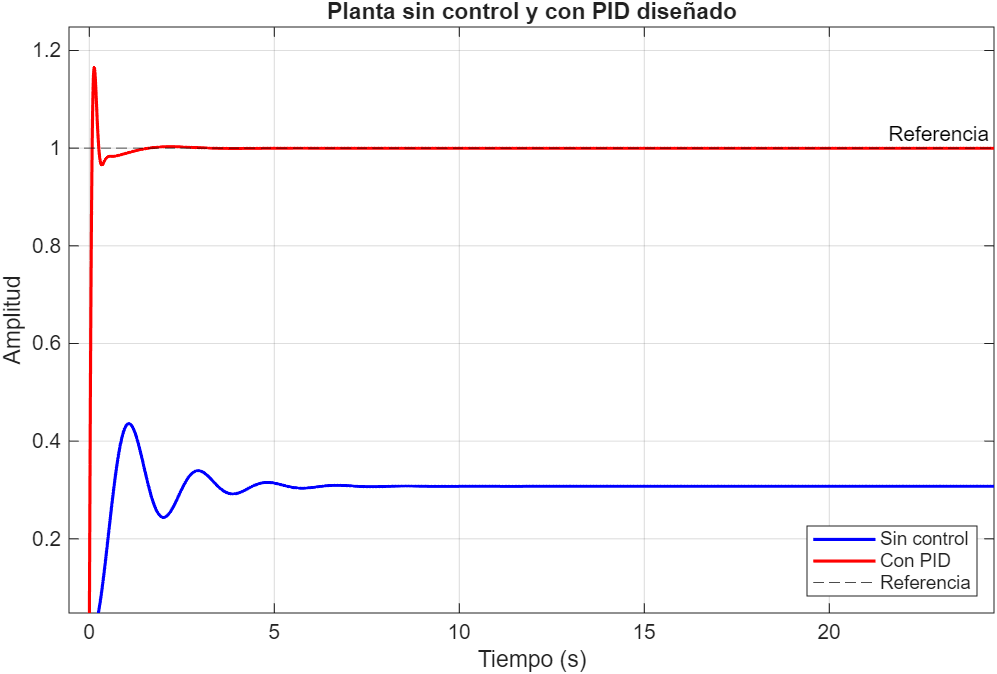 Planta sin control y con PID diseñado
1.2
1
0.8
0.6
0.4
0.2
Amplitud
Referencia
Sin control
Con PID
Referencia
0 5 10 15 20
Tiempo (s)